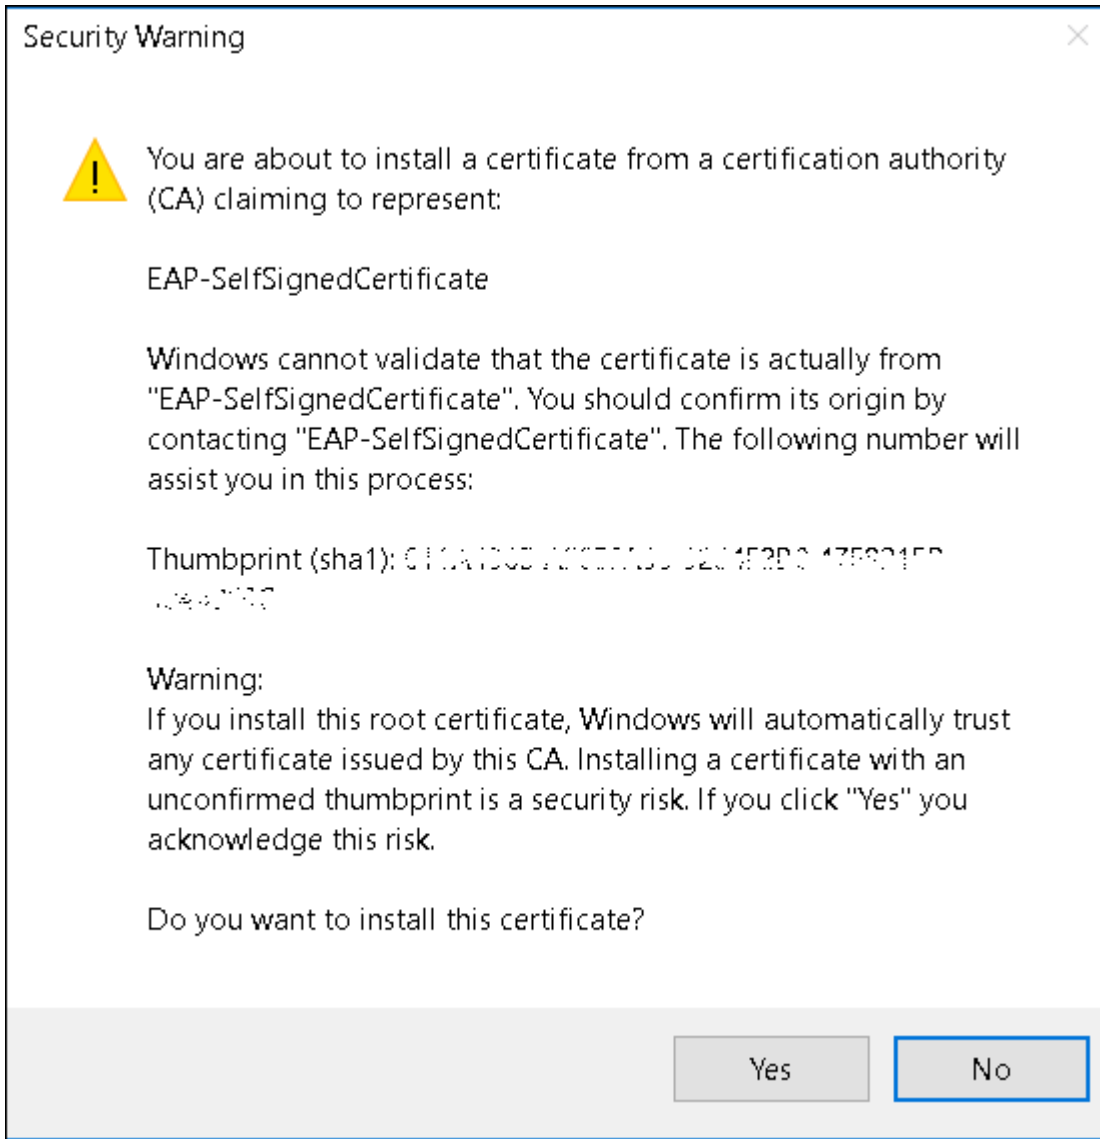 Security Warning
You are about to install a certificate from a certification authority
(CA) claiming to represent:
EAP-SelfSignedCertificate
Windows cannot validate that the certificate is actually from
"EAP-SelfSignedCertificate". You should confirm its origin by
contacting "EAP-SelfSignedCertificate". The following number will
assist you in this process:
Thumbprint (sha1):
Warning:
If you install this root certificate, Windows will automatically trust
any certificate issued by this CA. Installing a certificate with an
unconfirmed thumbprint is a security risk. If you click "Yes" you
acknowledge this risk.
Do you want to install this certificate?
Yes
No